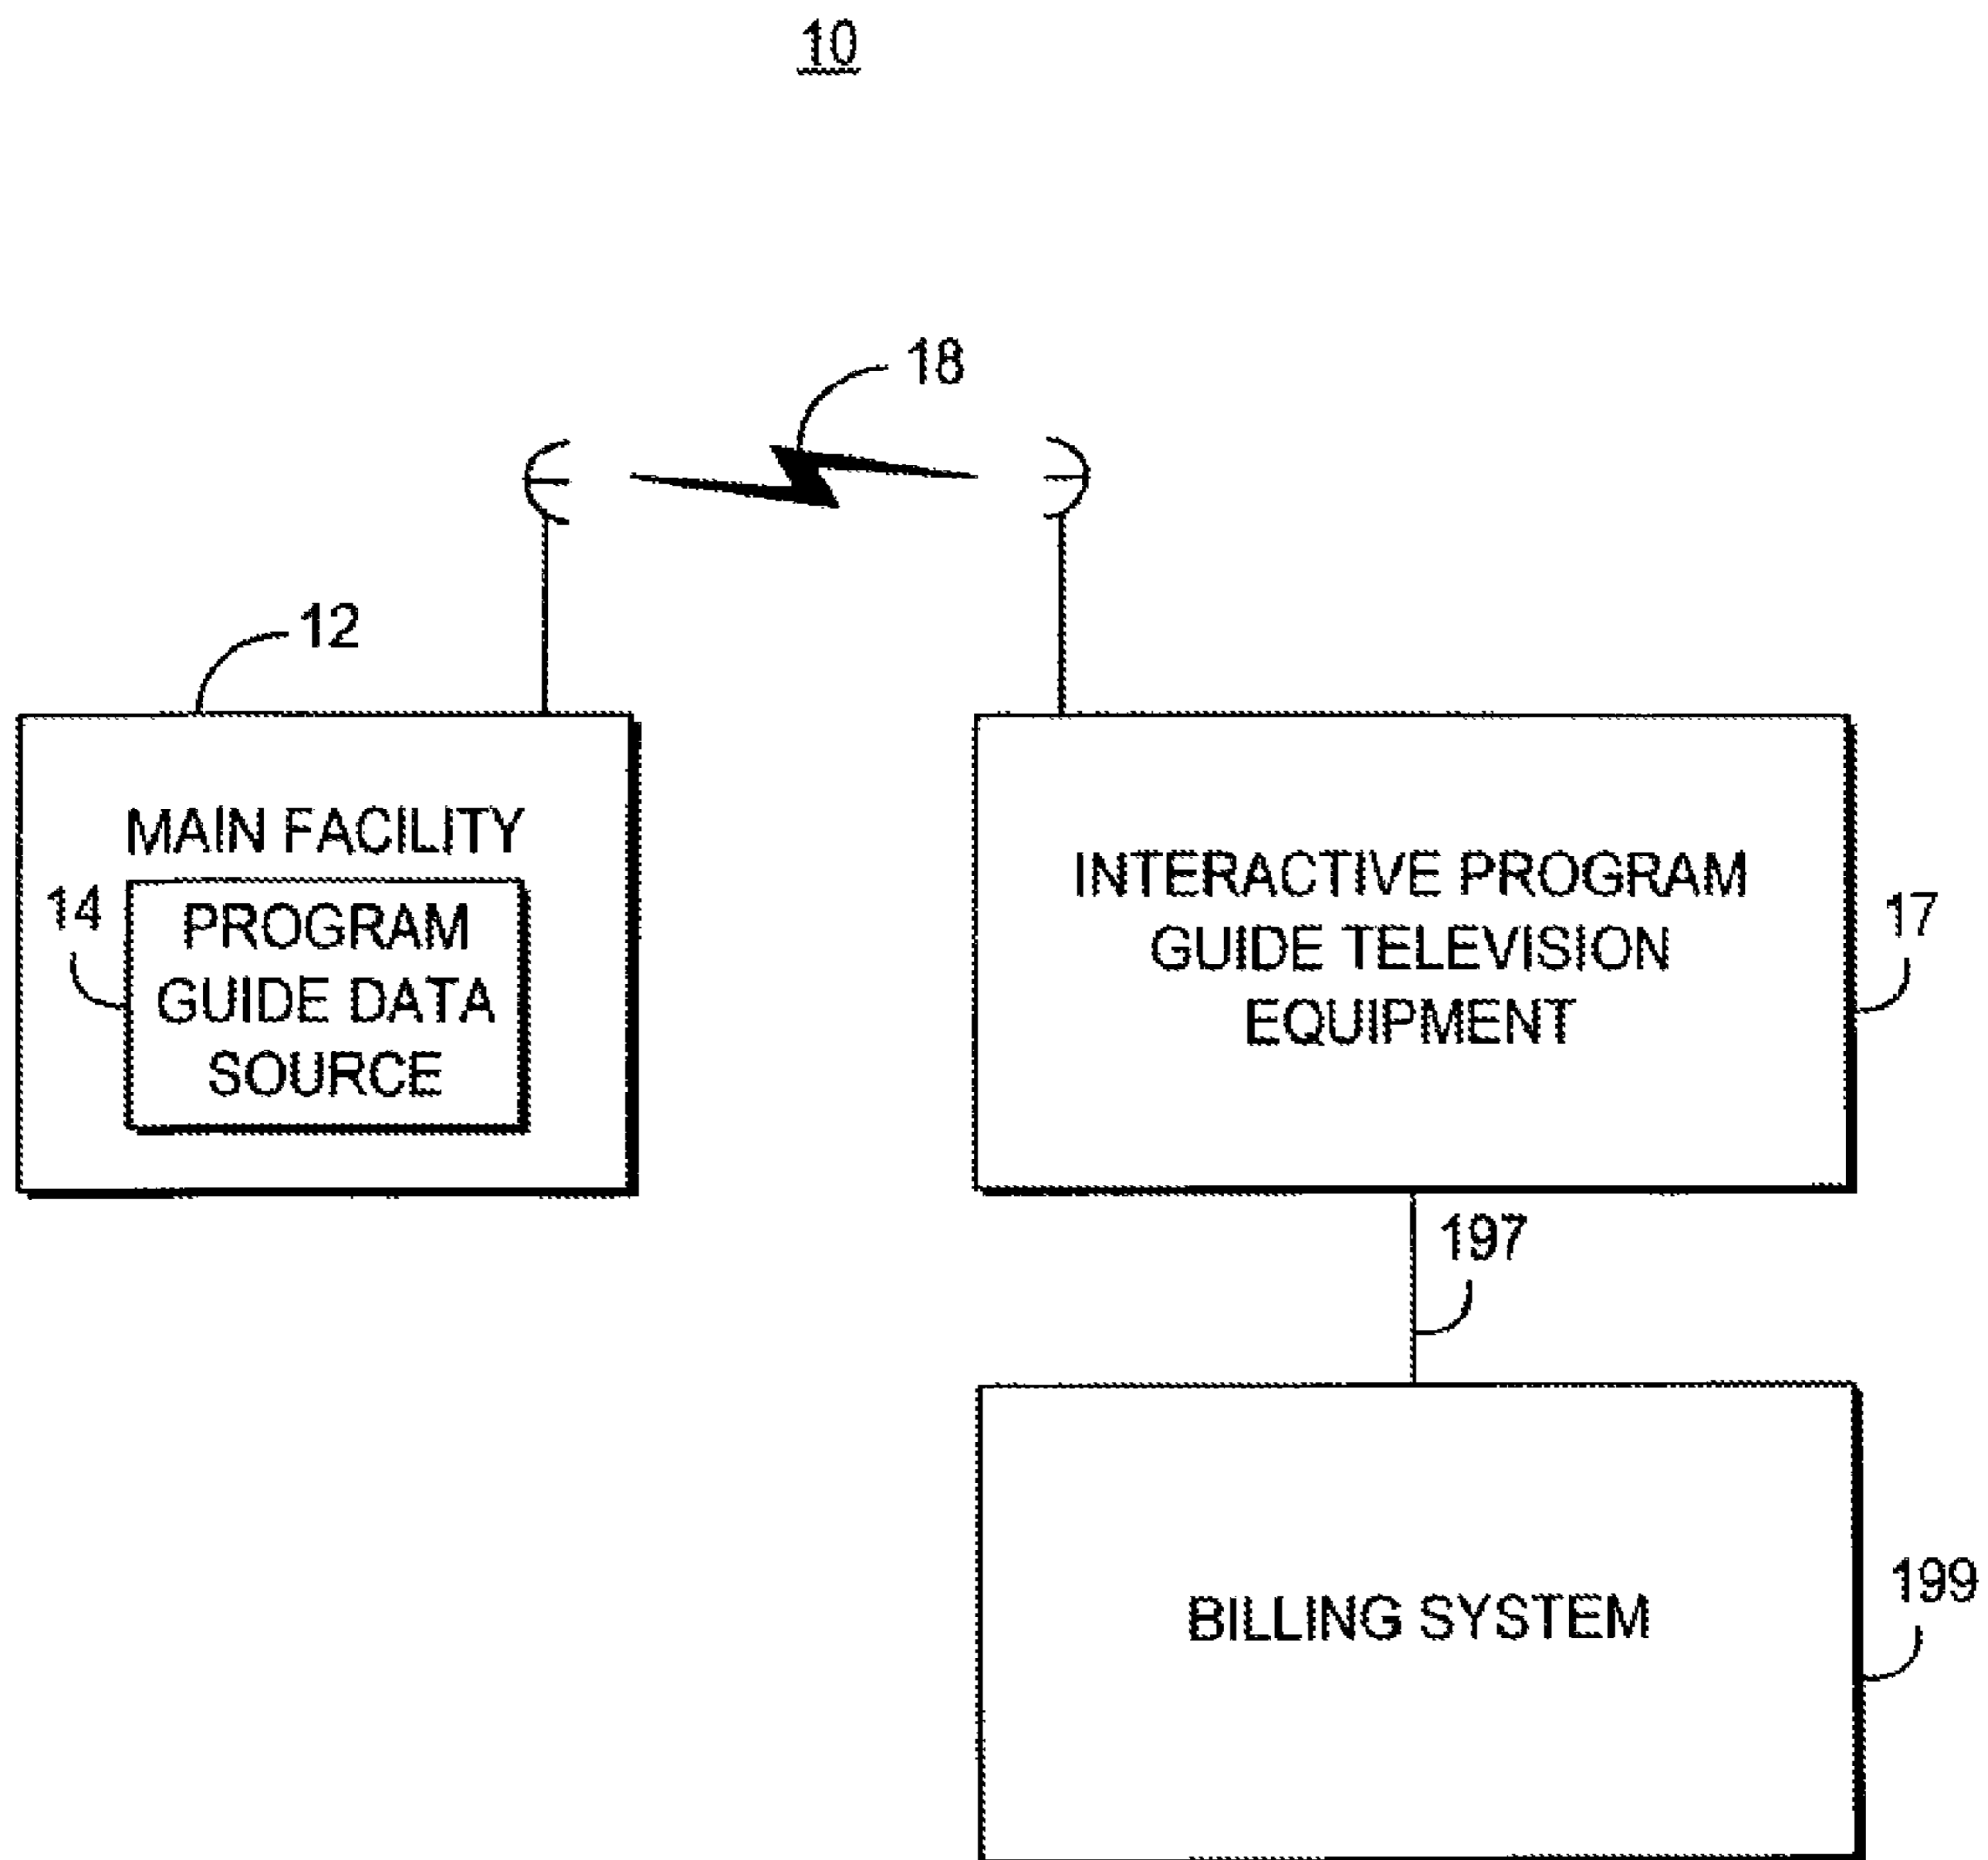 10
18
12
MAIN FACILITY
14
PROGRAM
GUIDE DATA
SOURCE
INTERACTIVE PROGRAM
GUIDE TELEVISION
EQUIPMENT
17
197
BILLING SYSTEM
199